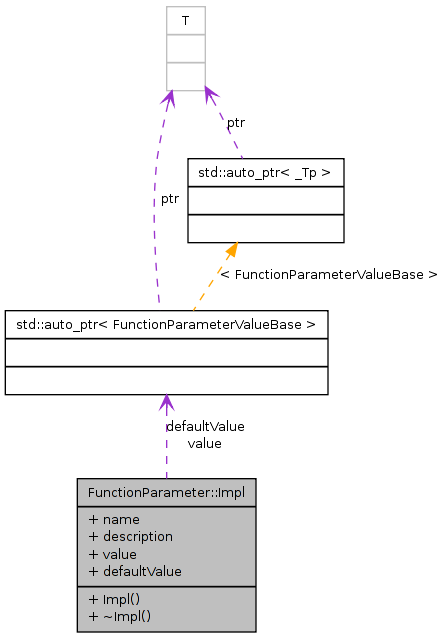 T
ptr
std::auto_ptr< _Tp >
ptr
< FunctionParameterValueBase >
std::auto_ptr< FunctionParameterValueBase >
defaultValue
value
FunctionParameter::Impl
+ name
+ description
+ value
+ defaultValue
+ Impl()
+ ~Impl()